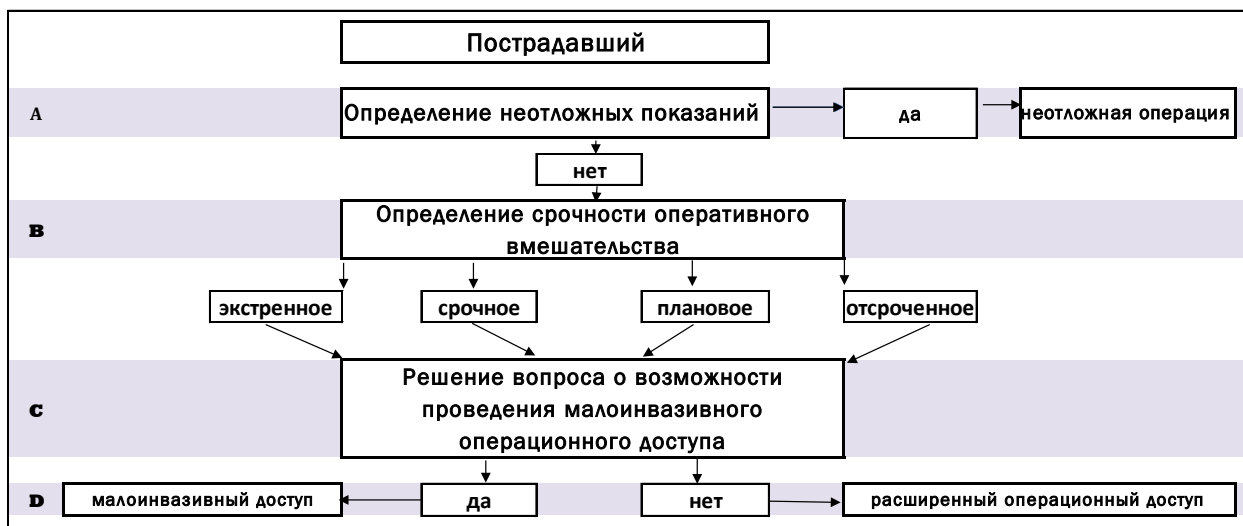 Пострадавший
A
Определение неотложных показаний
да
неотложная операция
нет
B
Определение срочности оперативного
вмешательства
экстренное
срочное
плановое
отсроченное
C
Решение вопроса о возможности
проведения малоинвазивного
операционного доступа
D
малоинвазивный доступ
да
нет
расширенный операционный доступ